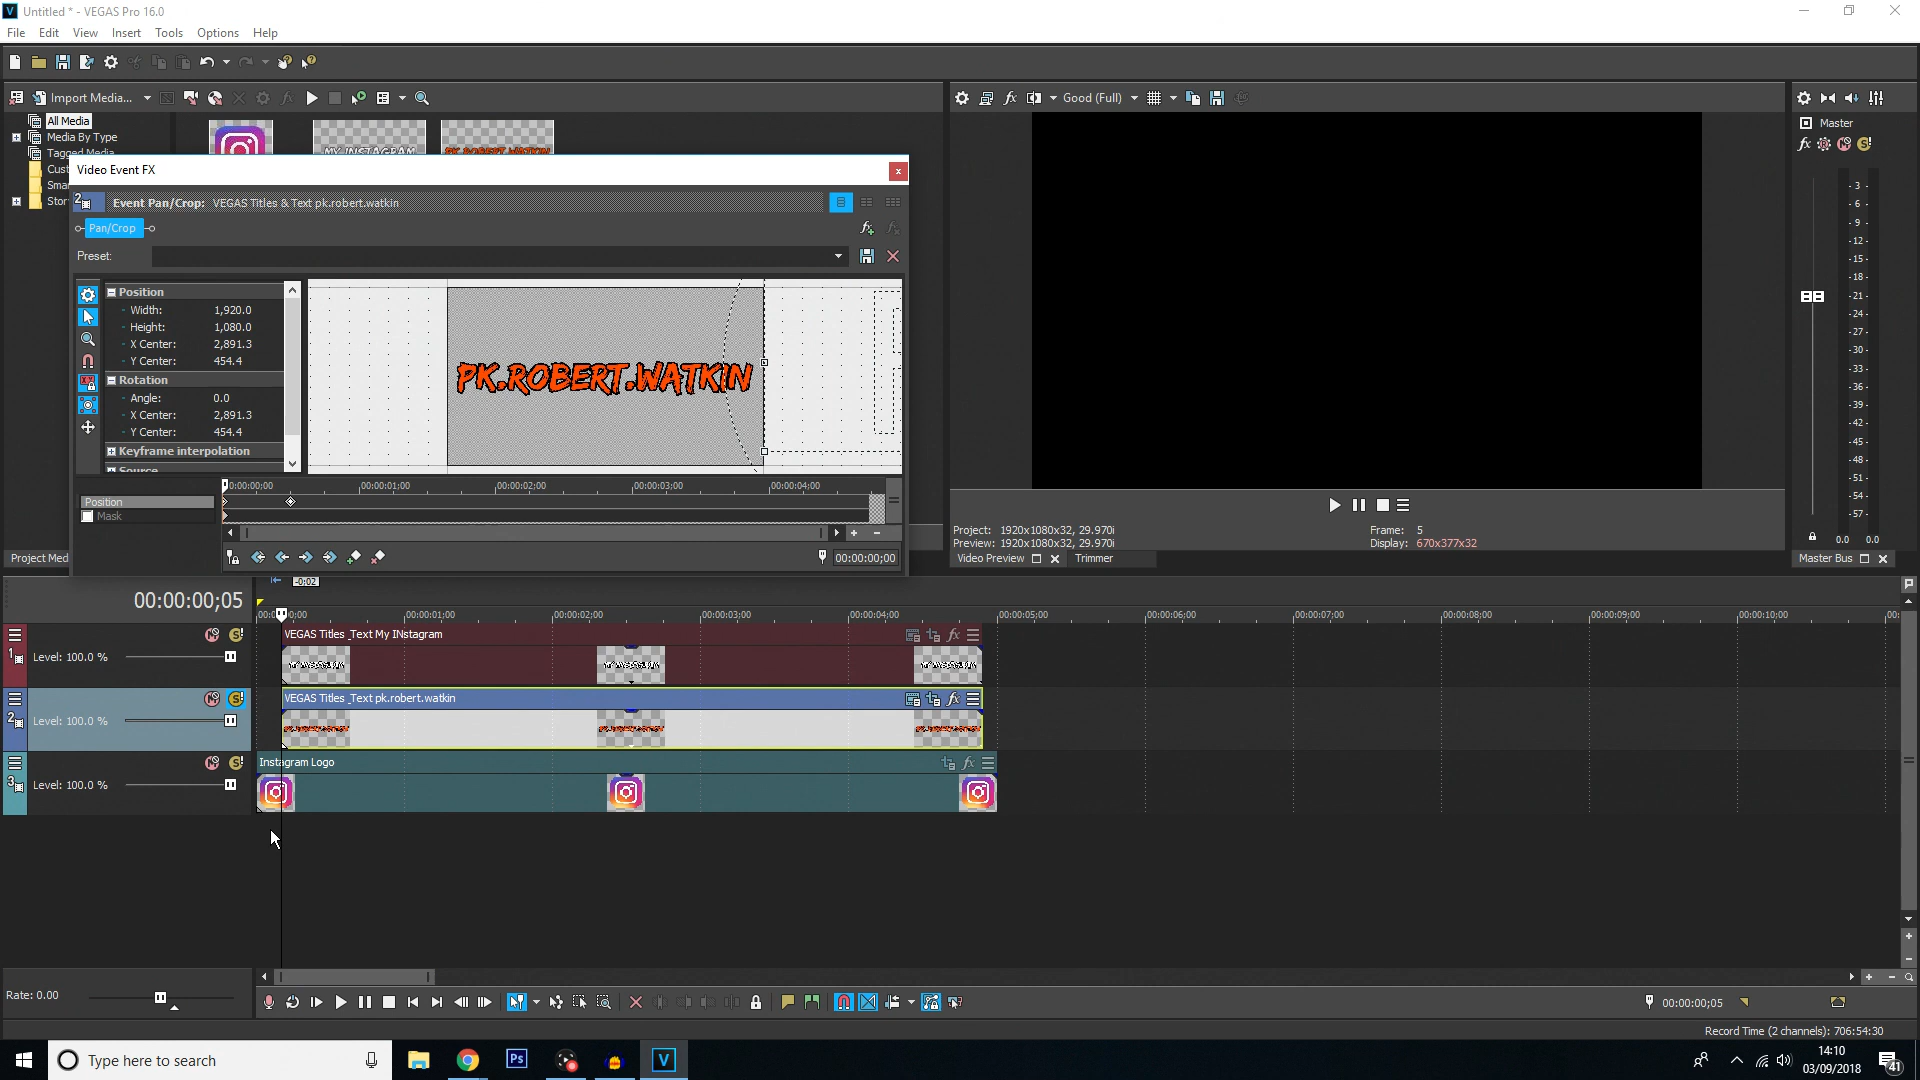 Untitled * - VEGAS Pro 16.0
File Edit View Insert Tools Options Help
Import Media...
Good (Full)
All Media
Media By Type
Tagged Media
Master
MY INSTAGRAM
PK.ROBERT.WATKIN
Video Event FX
Event Pan/Crop: VEGAS Titles & Text pk.robert.watkin
Pan/Crop
Preset:
Position
Width: 1,920.0
Height: 1,080.0
X Center: 2,891.3
Y Center: 454.4
Rotation
Angle: 0.0
X Center: 2,891.3
Y Center: 454.4
Keyframe interpolation
Source
PK.ROBERT.WATKIN
00:00:00;00 00:00:01;00 00:00:02;00 00:00:03;00 00:00:04;00
Position
Mask
00:00:00;00
-3 -
-6 -
-9 -
-12-
-15-
-18-
-21-
-24-
-27-
-30-
-33-
-36-
-39-
-42-
-45-
-48-
-51-
-54-
-57-
0.0 0.0
Project: 1920x1080x32, 29.970i Frame: 5
Preview: 1920x1080x32, 29.970i Display: 670x377x32
Project Med
Video Preview Trimmer
Master Bus
-0;02
00:00:00;05
00:00:01;00 00:00:02;00 00:00:03;00 00:00:04;00 00:00:05;00 00:00:06;00 00:00:07;00 00:00:08;00 00:00:09;00 00:00:10;00 00:
1 Level: 100.0 %
VEGAS Titles _Text My INstagram
2 Level: 100.0 %
VEGAS Titles _Text pk.robert.watkin
3 Level: 100.0 %
Instagram Logo
Rate: 0.00
00:00:00;05
Record Time (2 channels): 706:54:30
Type here to search
Ps
V
14:10
03/09/2018
41